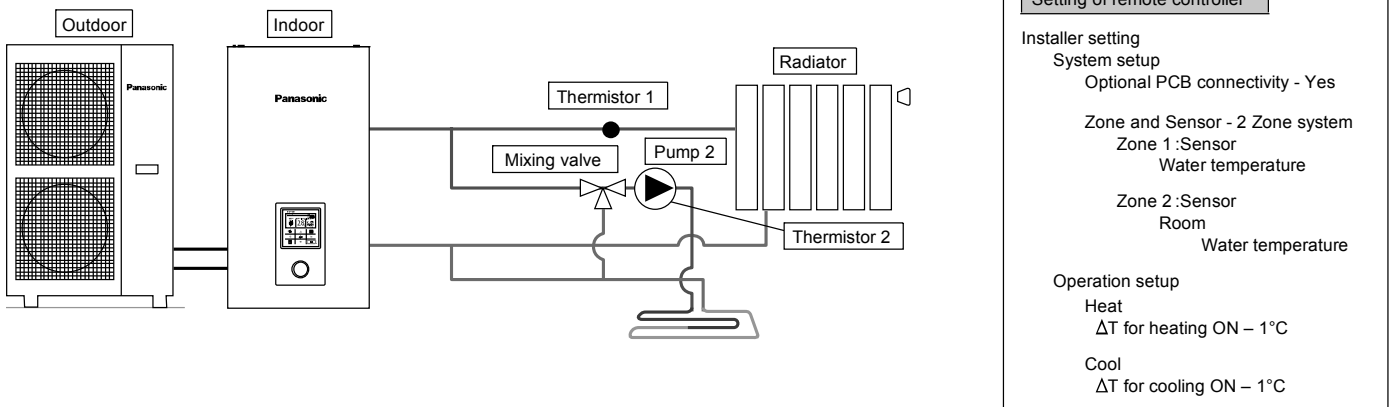 Outdoor
Indoor
Panasonic
Panasonic
Thermistor 1
Radiator
Mixing valve
Pump 2
Thermistor 2
Setting of remote controller
Installer setting
System setup
Optional PCB connectivity - Yes
Zone and Sensor - 2 Zone system
Zone 1 :Sensor
Water temperature
Zone 2 :Sensor
Room
Water temperature
Operation setup
Heat
ΔT for heating ON – 1°C
Cool
ΔT for cooling ON – 1°C